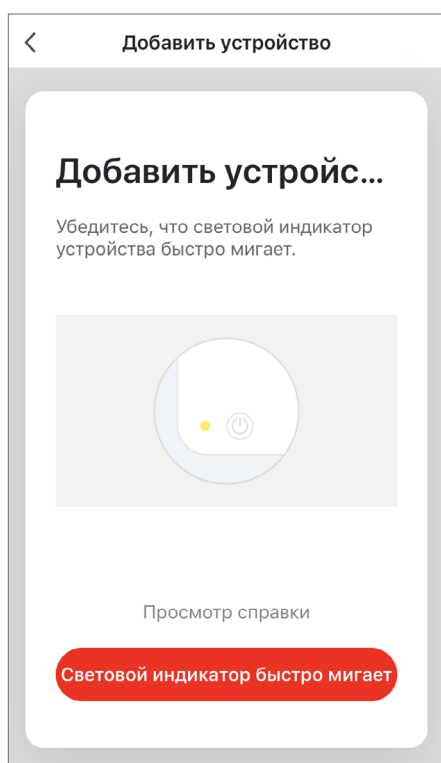 Добавить устройство
Добавить устройс...
Убедитесь, что световой индикатор
устройства быстро мигает.
Просмотр справки
Световой индикатор быстро мигает